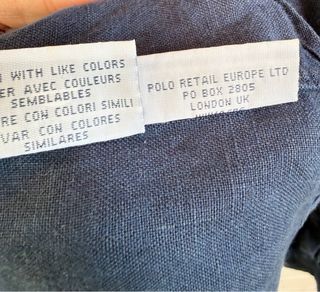 WITH LIKE COLORS
ER AVEC COULEURS
SEMBLABLES
RE CON COLORI SIMILI
VAR CON COLORES
SIMILARES
POLO RETAIL EUROPE LTD
PO BOX 2805
LONDON UK